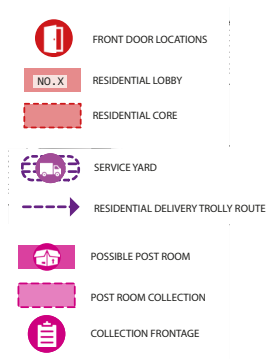 FRONT DOOR LOCATIONS
NO.X RESIDENTIAL LOBBY
RESIDENTIAL CORE
SERVICE YARD
RESIDENTIAL DELIVERY TROLLY ROUTE
POSSIBLE POST ROOM
POST ROOM COLLECTION
COLLECTION FRONTAGE